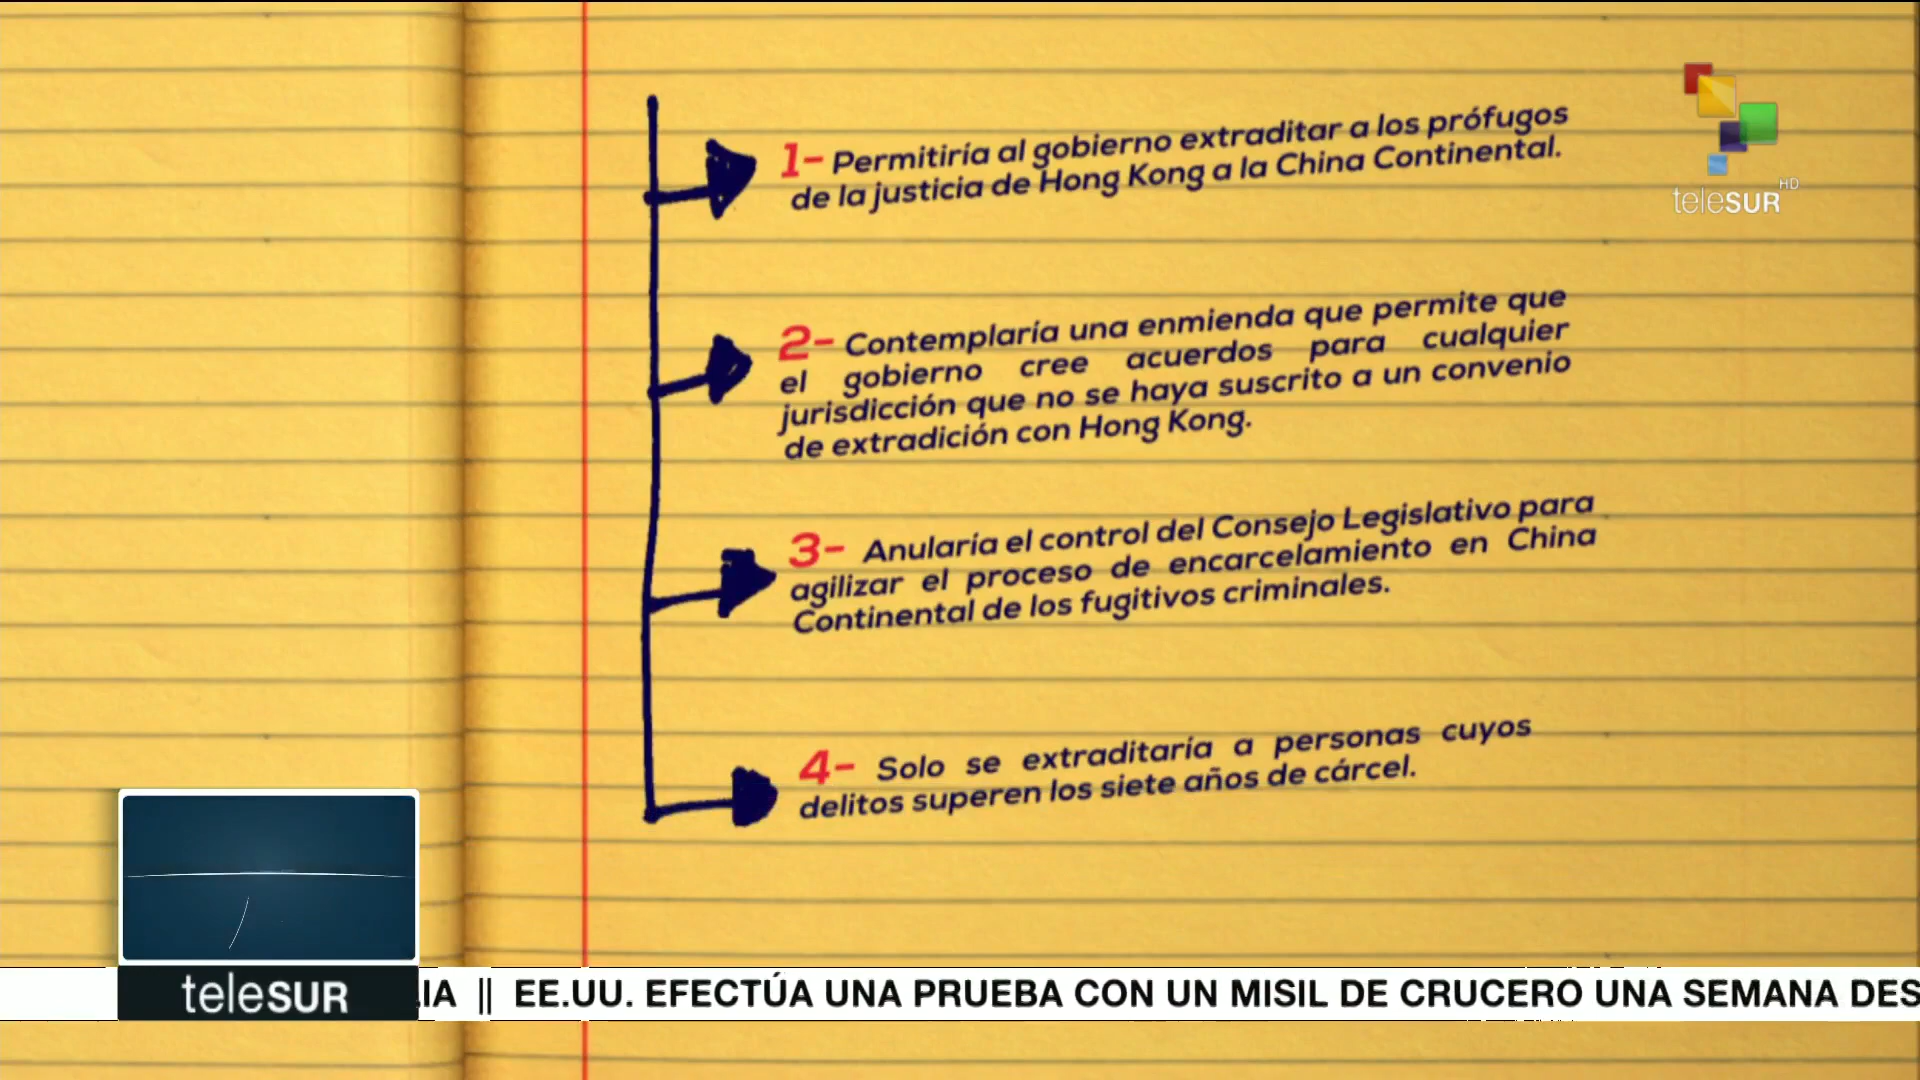 1- Permitiría al gobierno extraditar a los prófugos
de la justicia de Hong Kong a la China Continental.
teleSUR HD
2- Contemplaría una enmienda que permite que
el gobierno cree acuerdos para cualquier
jurisdicción que no se haya suscrito a un convenio
de extradición con Hong Kong.
3- Anularía el control del Consejo Legislativo para
agilizar el proceso de encarcelamiento en China
Continental de los fugitivos criminales.
4- Solo se extraditaría a personas cuyos
delitos superen los siete años de cárcel.
teleSUR
IA || EE.UU. EFECTÚA UNA PRUEBA CON UN MISIL DE CRUCERO UNA SEMANA DES